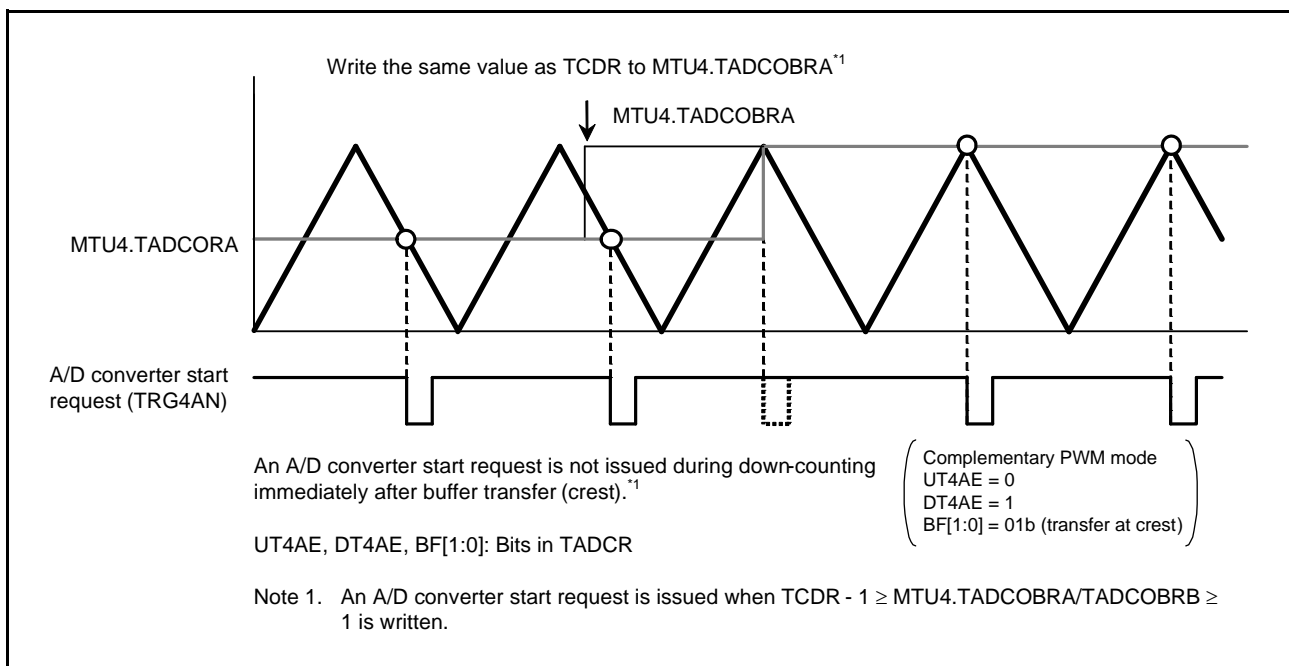 Write the same value as TCDR to MTU4.TADCOBRA*1
MTU4.TADCOBRA
MTU4.TADCORA
A/D converter start
request (TRG4AN)
An A/D converter start request is not issued during down-counting
immediately after buffer transfer (crest).*1
Complementary PWM mode
UT4AE = 0
DT4AE = 1
BF[1:0] = 01b (transfer at crest)
UT4AE, DT4AE, BF[1:0]: Bits in TADCR
Note 1. An A/D converter start request is issued when TCDR - 1 ≥ MTU4.TADCOBRA/TADCOBRB ≥
1 is written.